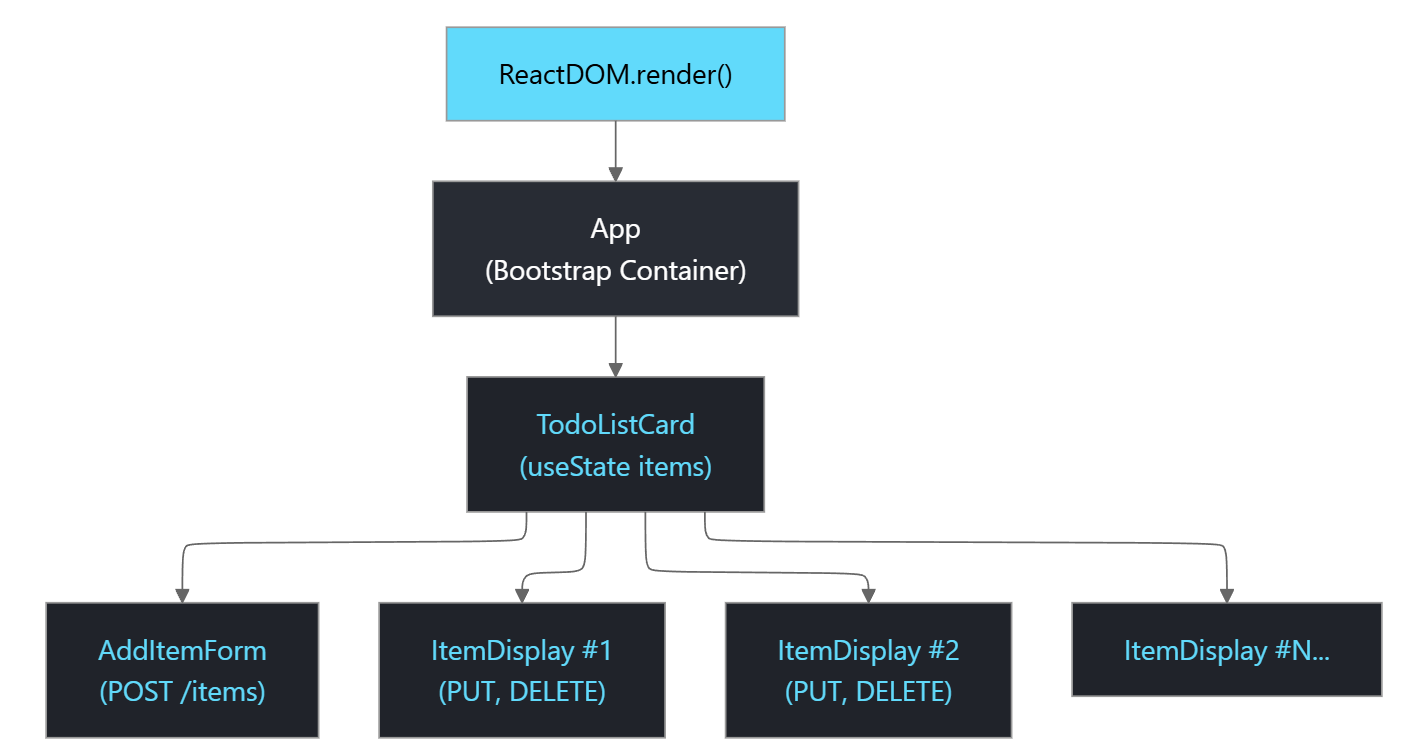 ReactDOM.render()
App
(Bootstrap Container)
TodoListCard
(useState items)
AddItemForm
(POST /items)
ItemDisplay #1
(PUT, DELETE)
ItemDisplay #2
(PUT, DELETE)
ItemDisplay #N...